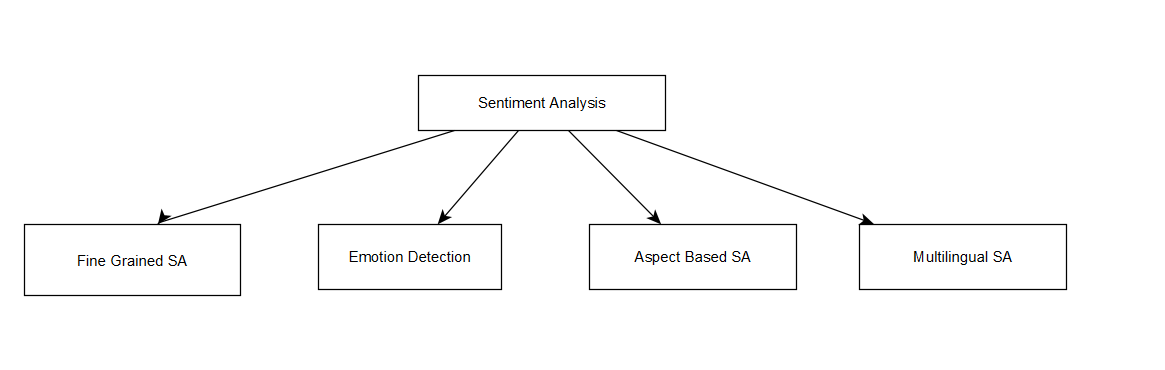 Sentiment Analysis
Fine Grained SA
Emotion Detection
Aspect Based SA
Multilingual SA